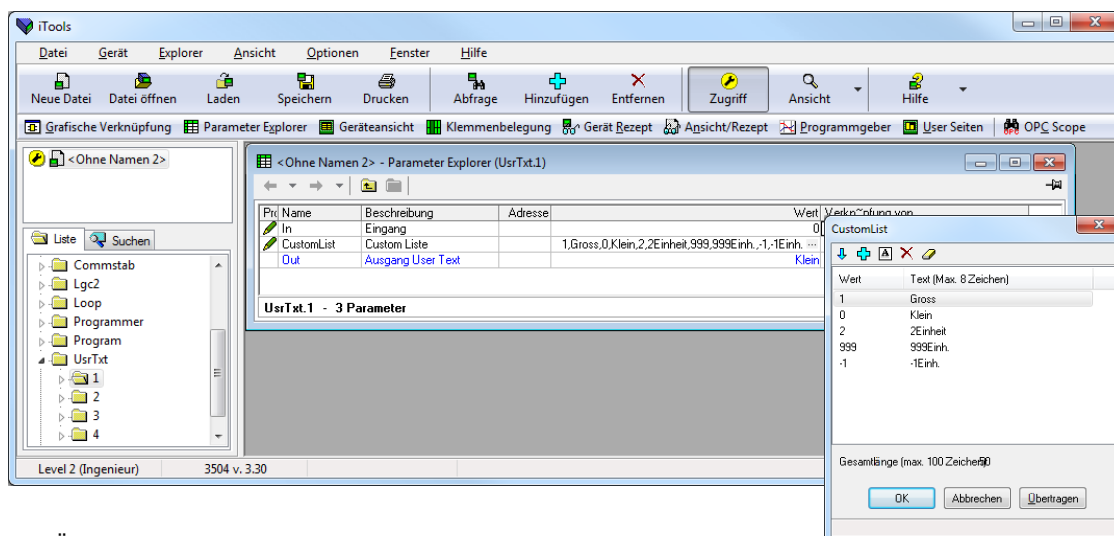 iTools
Datei Gerät Explorer Ansicht Optionen Fenster Hilfe
Neue Datei Datei öffnen Laden Speichern Drucken Abfrage Hinzufügen Entfernen Zugriff Ansicht Hilfe
Grafische Verknüpfung Parameter Explorer Geräteansicht Klemmenbelegung Gerät Rezept Ansicht/Rezept Programmgeber User Seiten OPC Scope
<Ohne Namen 2>
<Ohne Namen 2> - Parameter Explorer (UsrTxt.1)
Name Beschreibung Adresse Wert Verkn~pfung von
In Eingang 0
CustomList Custom Liste 1,Gross,0,Klein,2,2Einheit,999,999Einh.,-1,-1Einh. ...
Out Ausgang User Text Klein
UsrTxt.1 - 3 Parameter
Liste Suchen
Commstab
Lgc2
Loop
Programmer
Program
UsrTxt
1
2
3
4
Level 2 (Ingenieur) 3504 v. 3.30
CustomList
Wert Text (Max. 8 Zeichen)
1 Gross
0 Klein
2 2Einheit
999 999Einh.
-1 -1Einh.
Gesamtlänge (max. 100 Zeichen
OK Abbrechen Übertragen